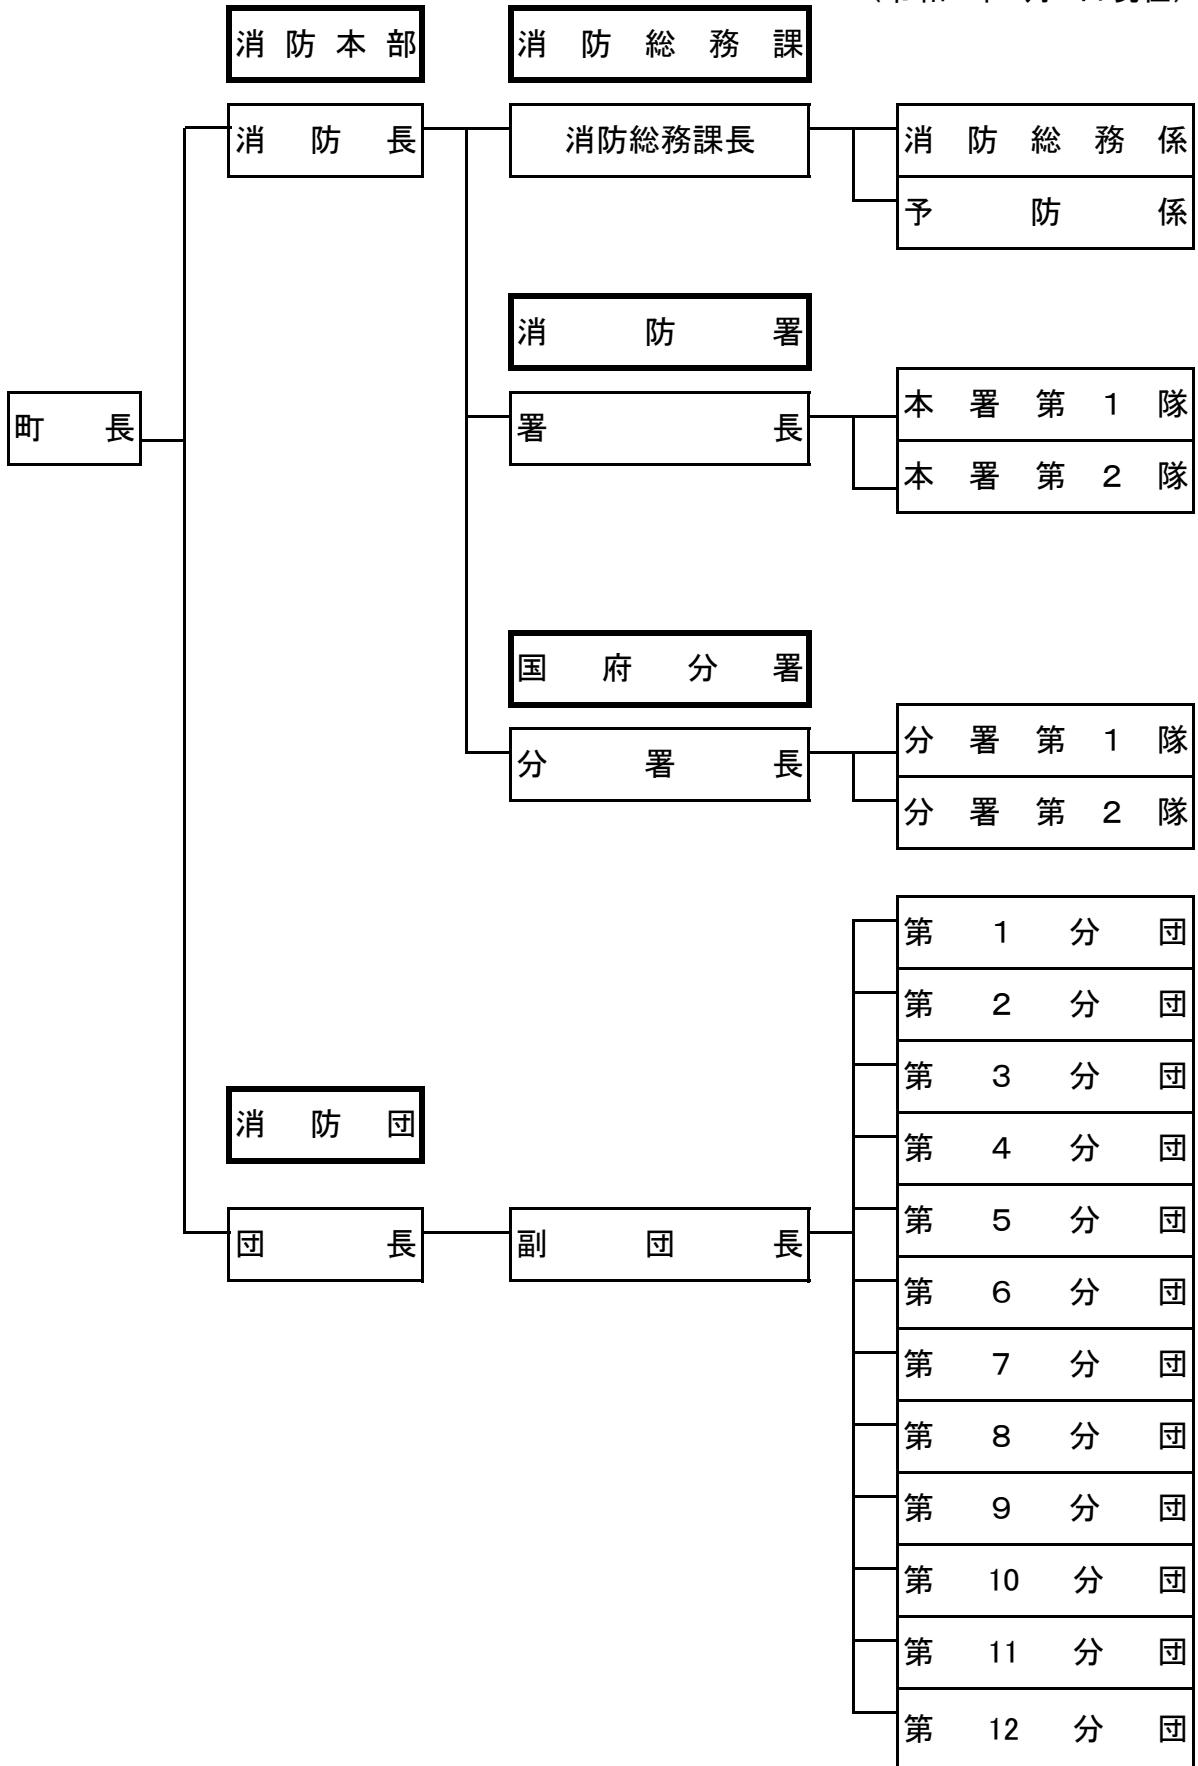 消防本部
消防総務課
消防長
消防総務課長
消防総務係
予防係
消防署
町長
署長
本署第1隊
本署第2隊
国府分署
分署長
分署第1隊
分署第2隊
第1分団
第2分団
第3分団
消防団
第4分団
第5分団
団長
副団長
第6分団
第7分団
第8分団
第9分団
第10分団
第11分団
第12分団